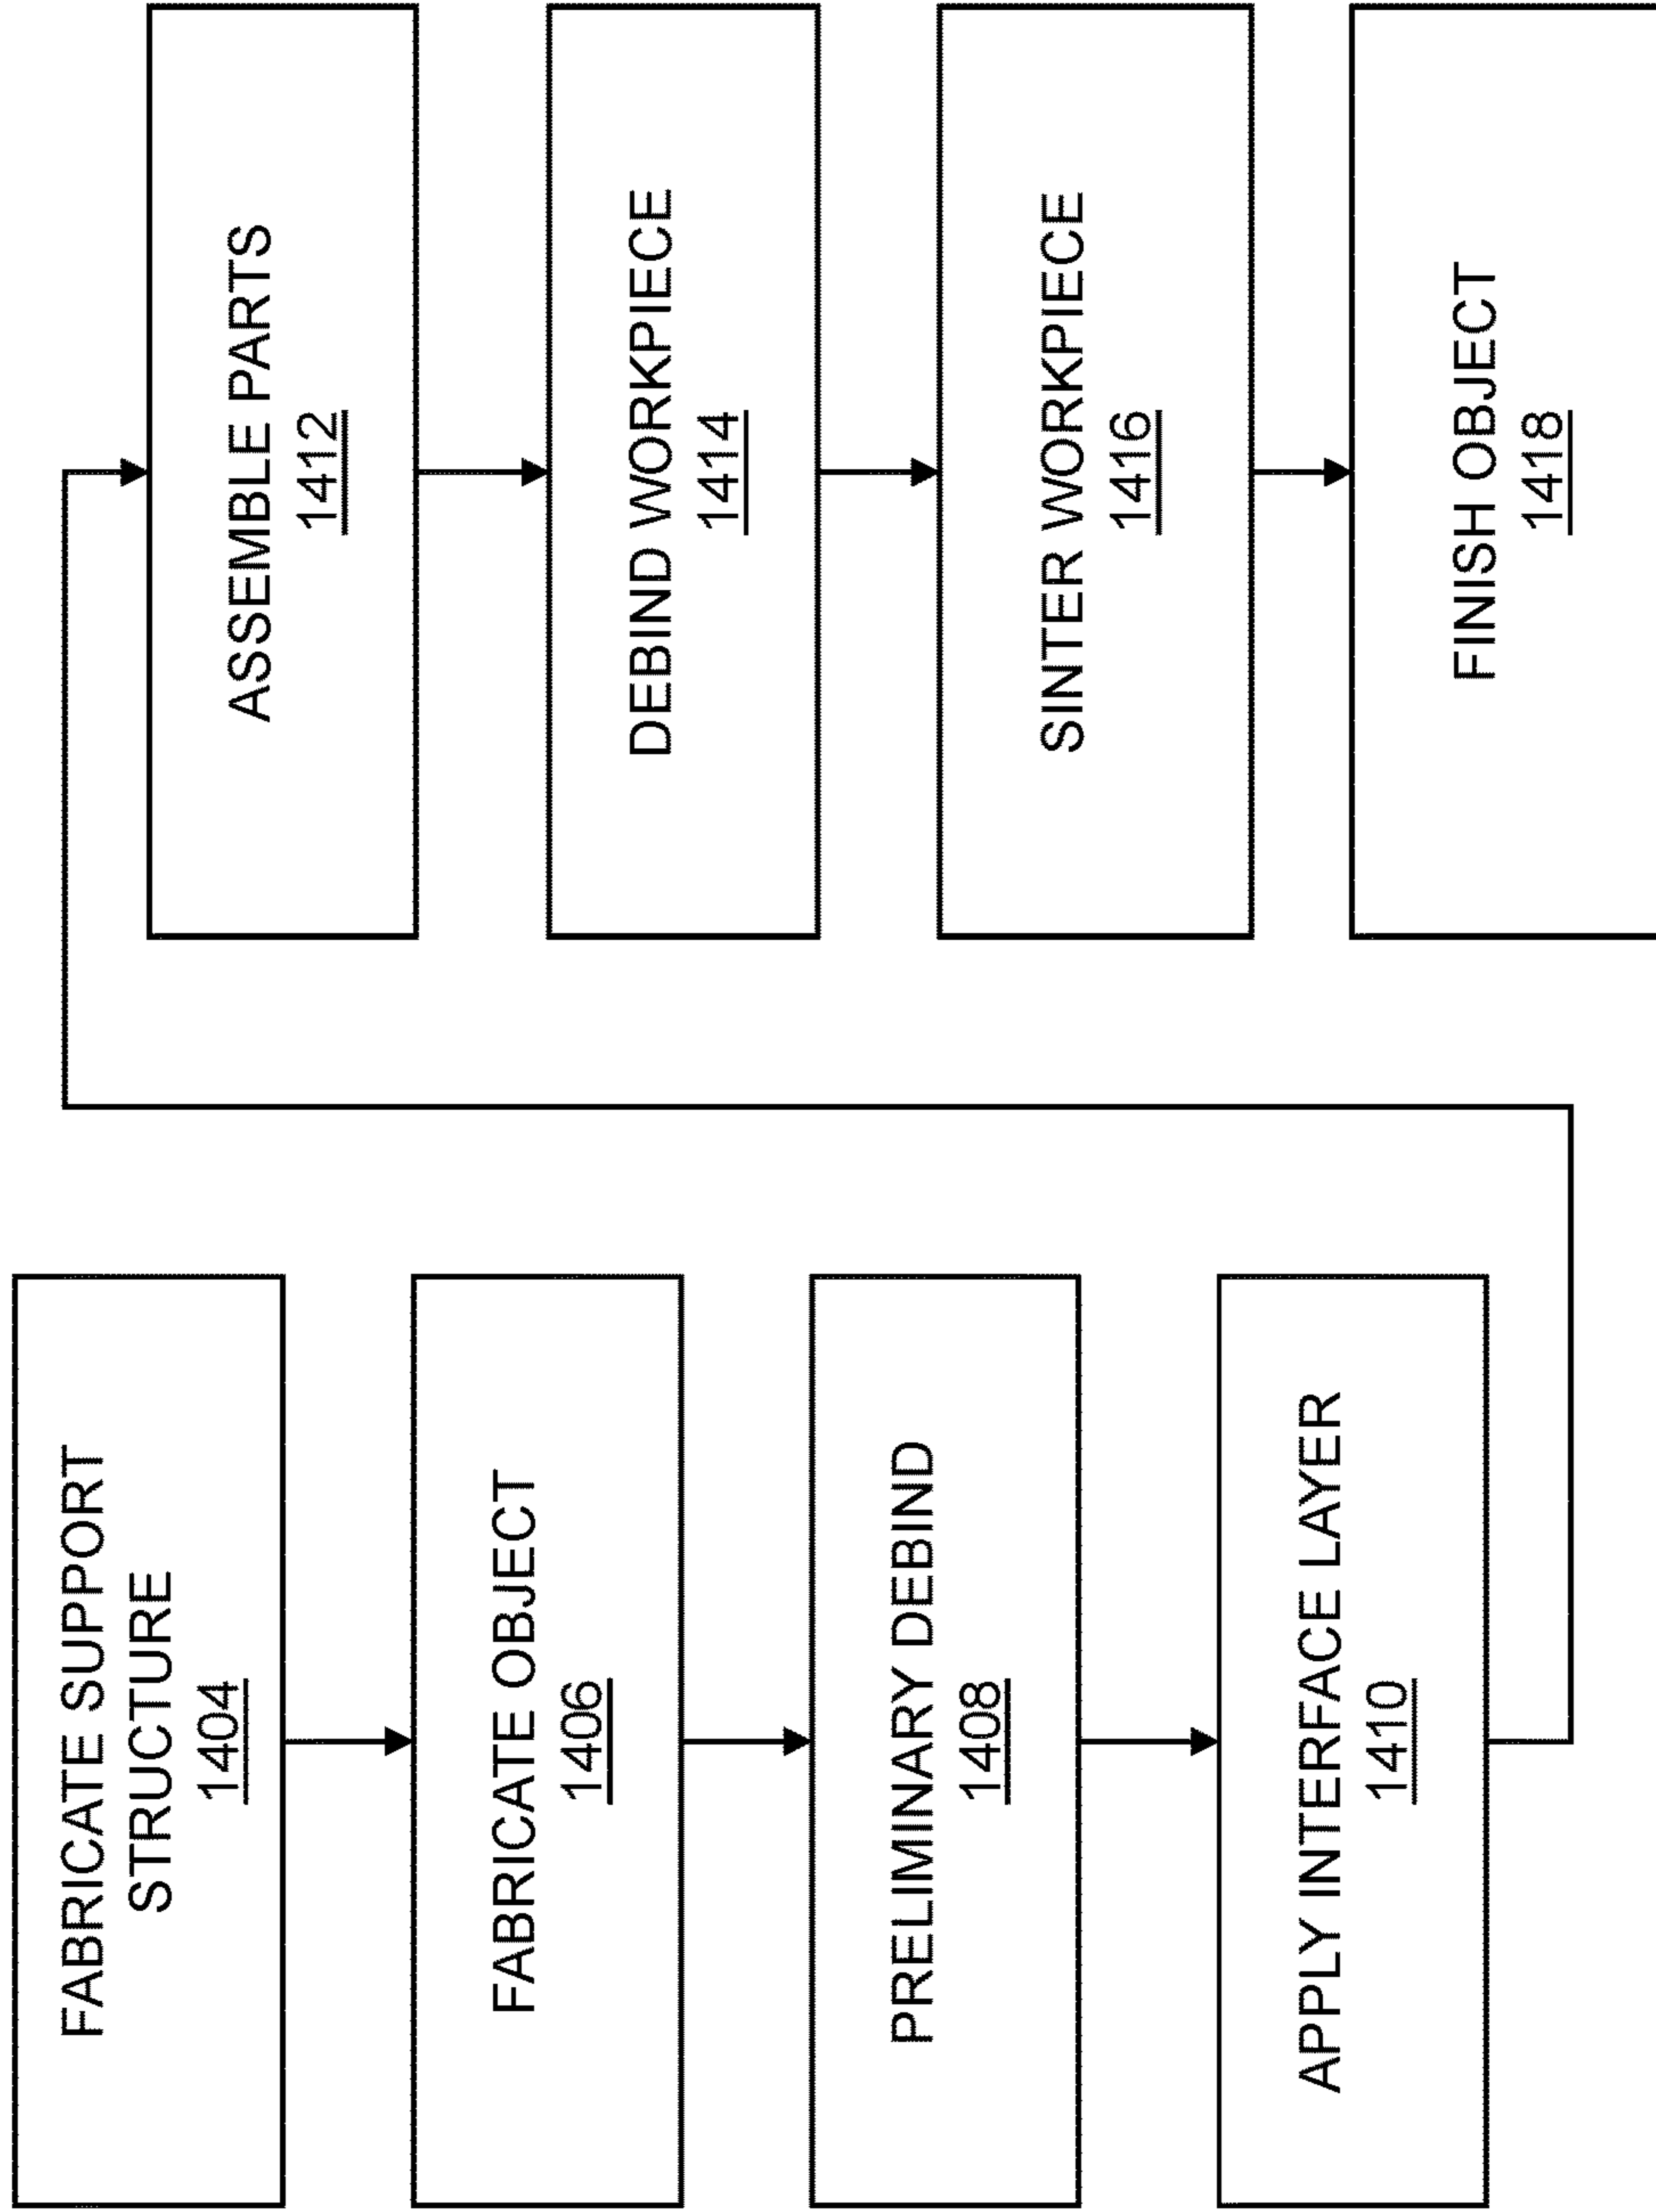 FABRICATE SUPPORT
STRUCTURE
1404
FABRICATE OBJECT
1406
PRELIMINARY DEBIND
1408
APPLY INTERFACE LAYER
1410
ASSEMBLE PARTS
1412
DEBIND WORKPIECE
1414
SINTER WORKPIECE
1416
FINISH OBJECT
1418